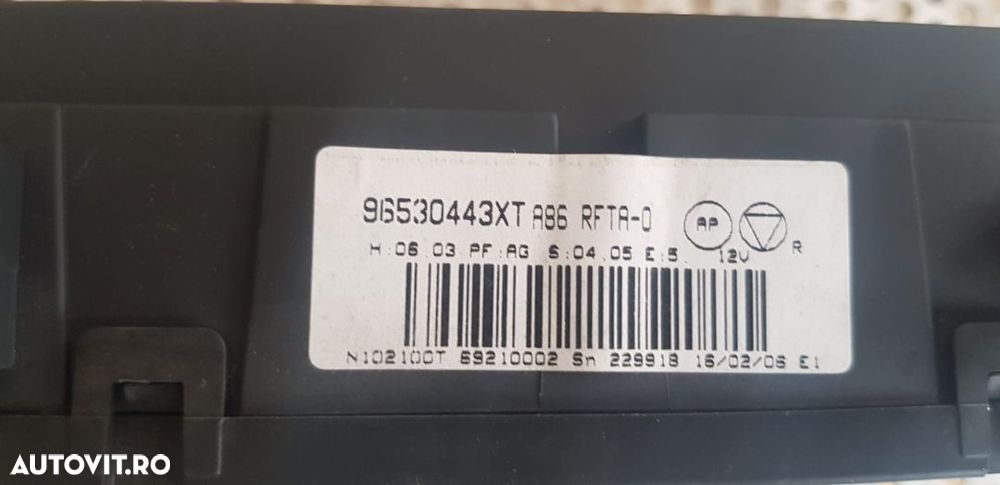 96530443XT A86 RFTA-0 AP
H:06.03 PF:AG S:04.05 E:5. 12V R
N102100T 69210002 Sn 229918 16/02/06 E1
AUTOVIT.RO